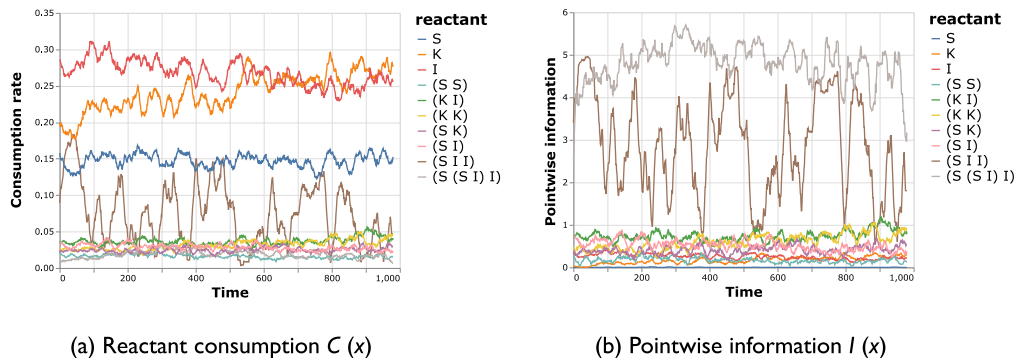 reactant
S
K
I
(S S)
(K I)
(K K)
(S K)
(S I)
(S I I)
(S (S I) I)
0.35
0.30
0.25
0.20
0.15
0.10
0.05
0.00
Consumption rate
0 200 400 600 800 1,000
Time
(a) Reactant consumption C (x)
reactant
S
K
I
(S S)
(K I)
(K K)
(S K)
(S I)
(S I I)
(S (S I) I)
6
5
4
3
2
1
0
Pointwise information
0 200 400 600 800 1,000
Time
(b) Pointwise information I (x)